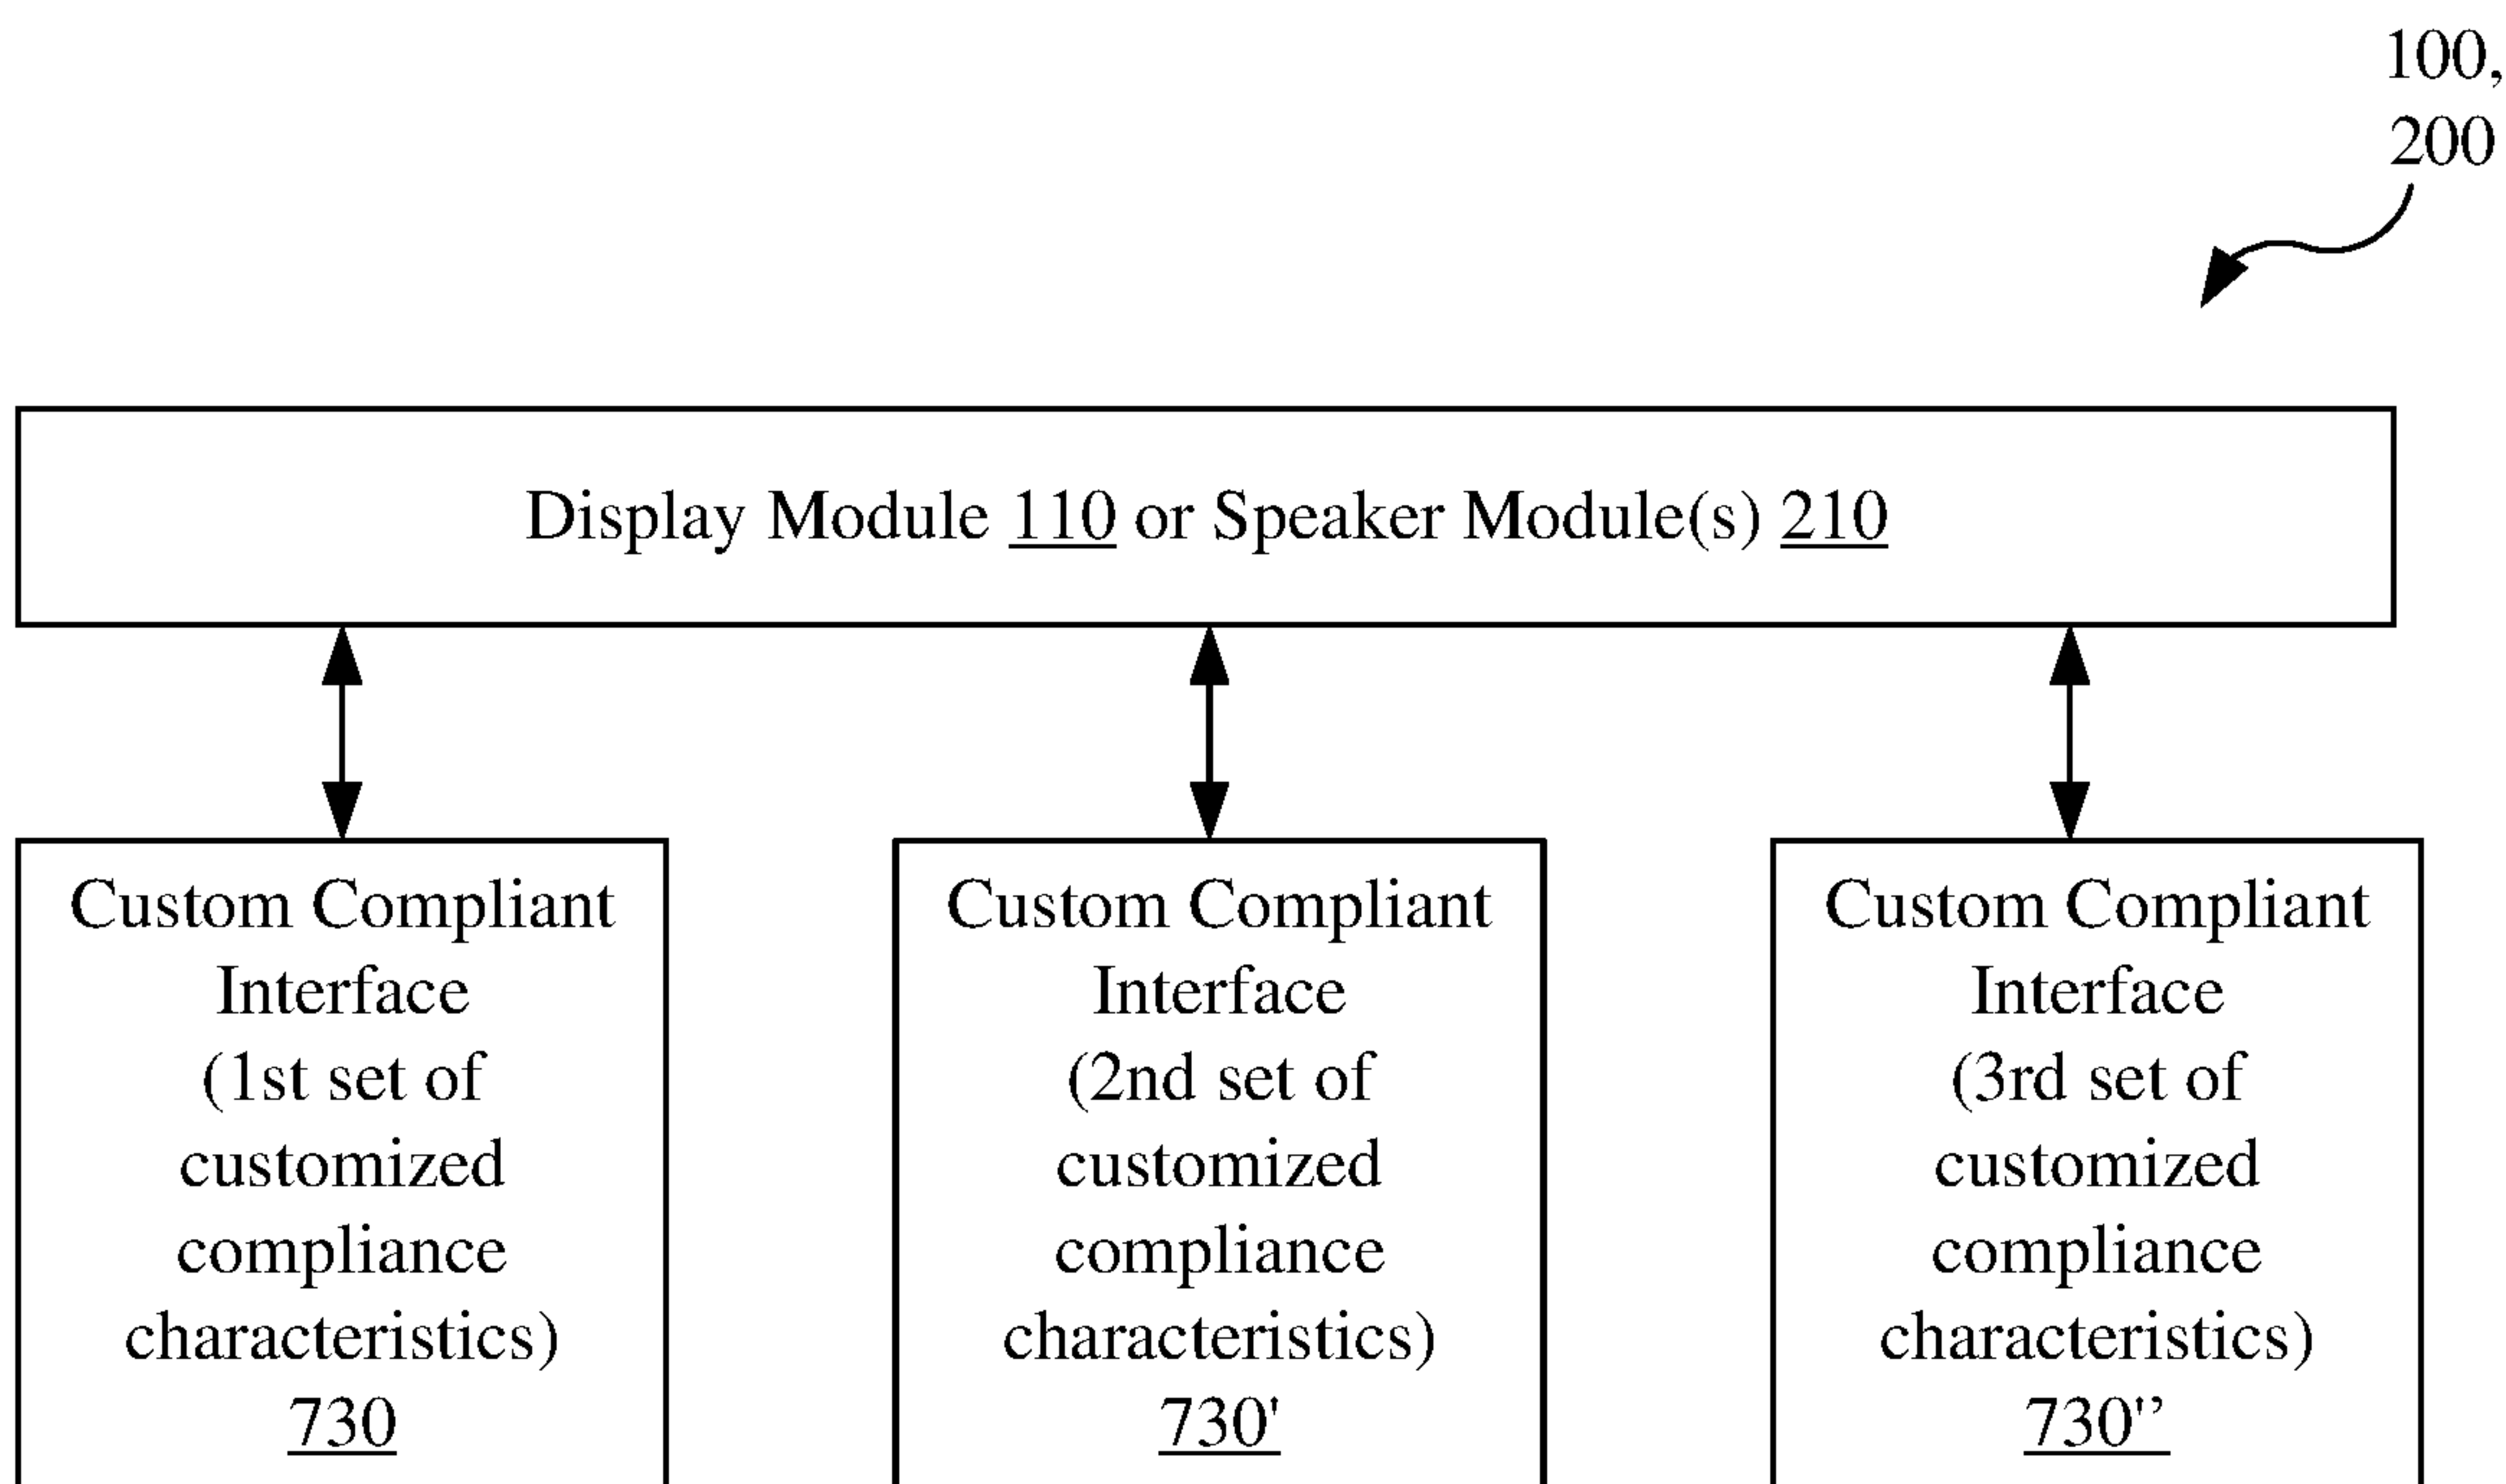 100,
200
Display Module 110 or Speaker Module(s) 210
Custom Compliant
Interface
(1st set of
customized
compliance
characteristics)
730
Custom Compliant
Interface
(2nd set of
customized
compliance
characteristics)
730'
Custom Compliant
Interface
(3rd set of
customized
compliance
characteristics)
730'’